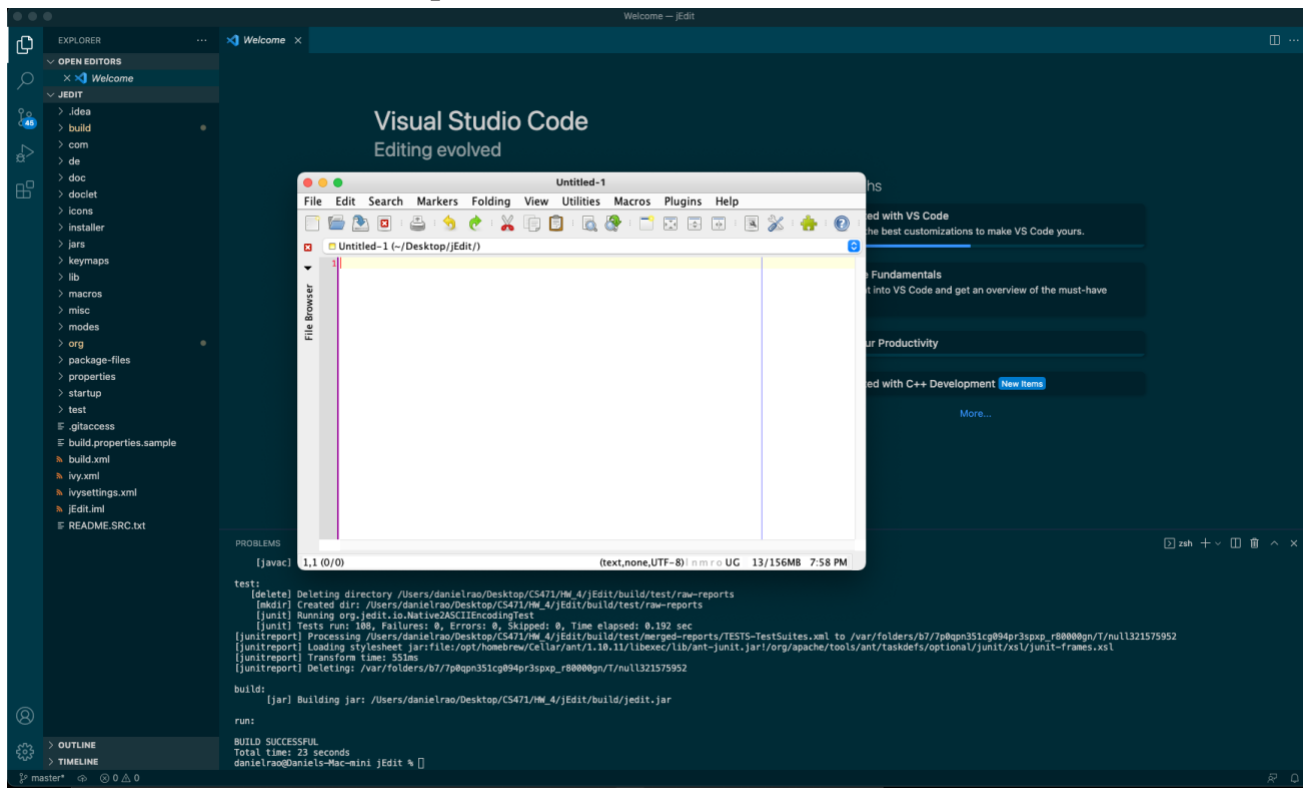 Welcome — jEdit
EXPLORER
Welcome
OPEN EDITORS
Welcome
JEDIT
.idea
build
com
de
doc
doclet
icons
installer
jars
keymaps
lib
macros
misc
modes
org
package-files
properties
startup
test
.gitaccess
build.properties.sample
build.xml
ivy.xml
ivysettings.xml
jEdit.iml
README.SRC.txt
OUTLINE
TIMELINE
45
Visual Studio Code
Editing evolved
hs
ed with VS Code
he best customizations to make VS Code yours.
Fundamentals
t into VS Code and get an overview of the must-have
ur Productivity
ed with C++ Development New Items
More...
Untitled-1
File Edit Search Markers Folding View Utilities Macros Plugins Help
Untitled-1 (~/Desktop/jEdit/)
1
File Browser
1,1 (0/0) (text,none,UTF-8) n m r o UG 13/156MB 7:58 PM
PROBLEMS
zsh
[javac]
test:
[delete] Deleting directory /Users/danielrao/Desktop/CS471/HW_4/jEdit/build/test/raw-reports
[mkdir] Created dir: /Users/danielrao/Desktop/CS471/HW_4/jEdit/build/test/raw-reports
[junit] Running org.jedit.io.Native2ASCIIEncodingTest
[junit] Tests run: 108, Failures: 0, Errors: 0, Skipped: 0, Time elapsed: 0.192 sec
[junitreport] Processing /Users/danielrao/Desktop/CS471/HW_4/jEdit/build/test/merged-reports/TESTS-TestSuites.xml to /var/folders/b7/7p0qpn351cg094pr3spxp_r80000gn/T/null321575952
[junitreport] Loading stylesheet jar:file:/opt/homebrew/Cellar/ant/1.10.11/libexec/lib/ant-junit.jar!/org/apache/tools/ant/taskdefs/optional/junit/xsl/junit-frames.xsl
[junitreport] Transform time: 551ms
[junitreport] Deleting: /var/folders/b7/7p0qpn351cg094pr3spxp_r80000gn/T/null321575952
build:
[jar] Building jar: /Users/danielrao/Desktop/CS471/HW_4/jEdit/build/jedit.jar
run:
BUILD SUCCESSFUL
Total time: 23 seconds
danielrao@Daniels-Mac-mini jEdit %
master* 0 0